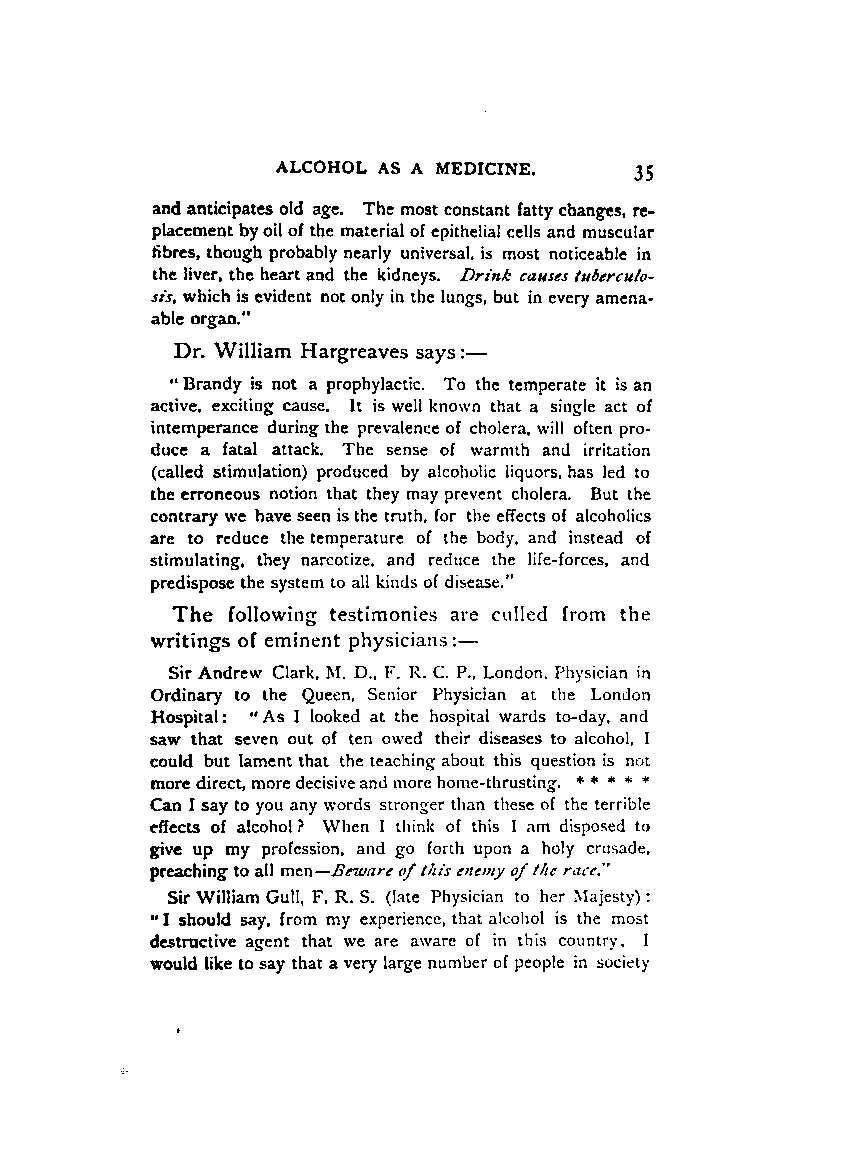 ALCOHOL AS A MEDICINE. 35
and anticipates old age. The most constant fatty changes, re-
placement by oil of the material of epithelial cells and muscular
fibres, though probably nearly universal, is most noticeable in
the liver, the heart and the kidneys. Drink causes tuberculo-
sis, which is evident not only in the lungs, but in every amena-
able organ."
Dr. William Hargreaves says:—
"Brandy is not a prophylactic. To the temperate it is an
active, exciting cause. It is well known that a single act of
intemperance during the prevalence of cholera, will often pro-
duce a fatal attack. The sense of warmth and irritation
(called stimulation) produced by alcoholic liquors, has led to
the erroneous notion that they may prevent cholera. But the
contrary we have seen is the truth, for the effects of alcoholics
are to reduce the temperature of the body, and instead of
stimulating, they narcotize, and reduce the life-forces, and
predispose the system to all kinds of disease."
The following testimonies are culled from the
writings of eminent physicians:—
Sir Andrew Clark, M. D., F. R. C. P., London, Physician in
Ordinary to the Queen, Senior Physician at the London
Hospital: "As I looked at the hospital wards to-day, and
saw that seven out of ten owed their diseases to alcohol, I
could but lament that the teaching about this question is not
more direct, more decisive and more home-thrusting. * * * * *
Can I say to you any words stronger than these of the terrible
effects of alcohol? When I think of this I am disposed to
give up my profession, and go forth upon a holy crusade,
preaching to all men—Beware of this enemy of the race."
Sir William Gull, F. R. S. (late Physician to her Majesty):
"I should say, from my experience, that alcohol is the most
destructive agent that we are aware of in this country. I
would like to say that a very large number of people in society